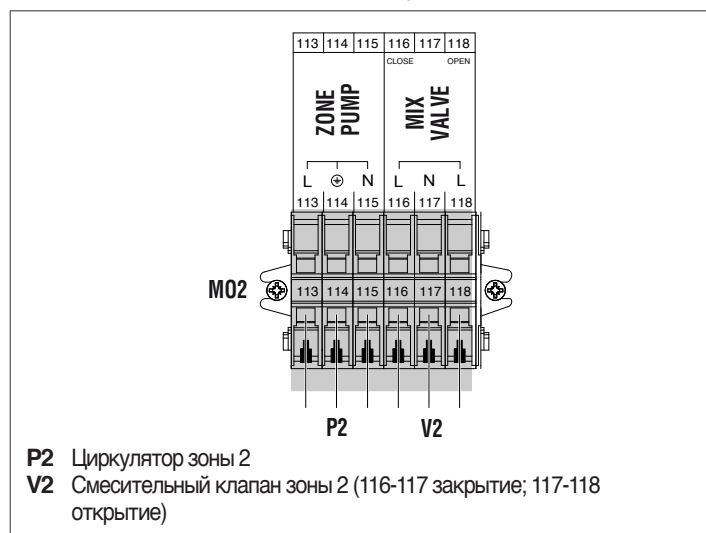 113 114 115 116 117 118
CLOSE OPEN
ZONE
PUMP
MIX
VALVE
L N L N L
113 114 115 116 117 118
M02 113 114 115 116 117 118
P2 V2
P2 Циркулятор зоны 2
V2 Смесительный клапан зоны 2 (116-117 закрытие; 117-118
открытие)